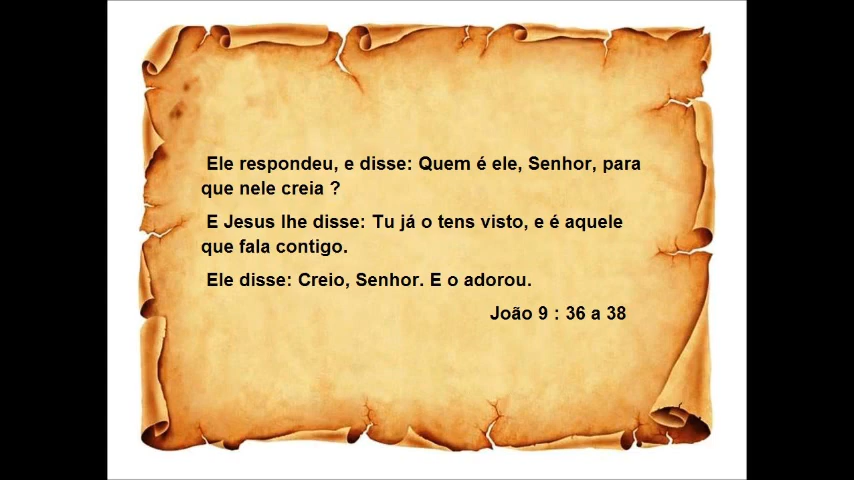 Ele respondeu, e disse: Quem é ele, Senhor, para
que nele creia ?
E Jesus lhe disse: Tu já o tens visto, e é aquele
que fala contigo.
Ele disse: Creio, Senhor. E o adorou.
João 9 : 36 a 38